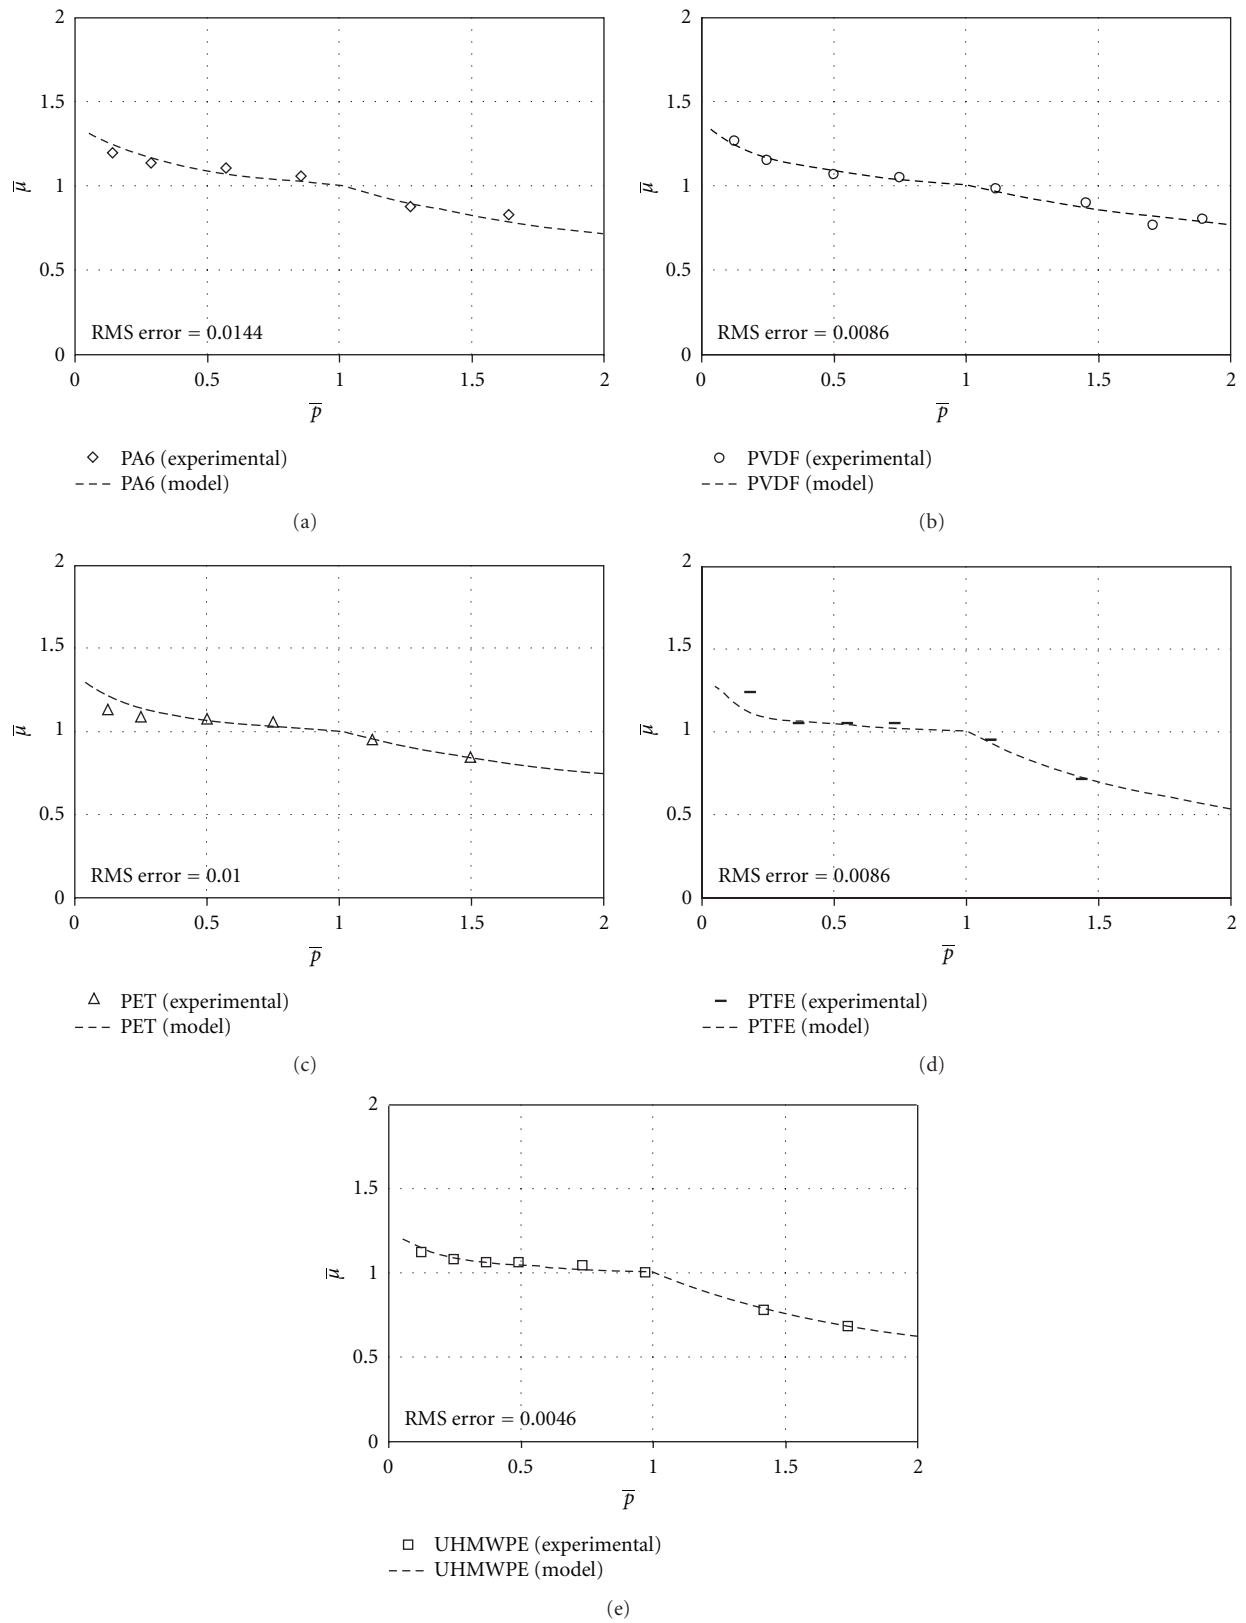 2
1.5
1
0.5
0
μ̅
RMS error = 0.0144
0 0.5 1 1.5 2
p̅
PA6 (experimental)
PA6 (model)
(a)
2
1.5
1
0.5
0
μ̅
RMS error = 0.0086
0 0.5 1 1.5 2
p̅
PVDF (experimental)
PVDF (model)
(b)
2
1.5
1
0.5
0
μ̅
RMS error = 0.01
0 0.5 1 1.5 2
p̅
PET (experimental)
PET (model)
(c)
2
1.5
1
0.5
0
μ̅
RMS error = 0.0086
0 0.5 1 1.5 2
p̅
PTFE (experimental)
PTFE (model)
(d)
2
1.5
1
0.5
0
μ̅
RMS error = 0.0046
0 0.5 1 1.5 2
p̅
UHMWPE (experimental)
UHMWPE (model)
(e)